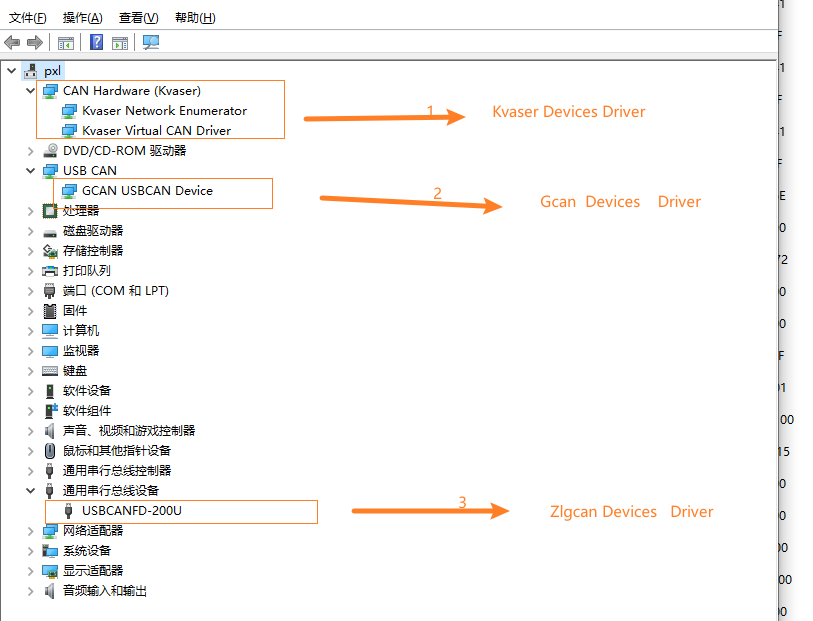 文件(F) 操作(A) 查看(V) 帮助(H)
pxl
CAN Hardware (Kvaser)
Kvaser Network Enumerator
1
Kvaser Devices Driver
Kvaser Virtual CAN Driver
DVD/CD-ROM 驱动器
USB CAN
GCAN USBCAN Device
2
Gcan Devices Driver
处理器
磁盘驱动器
存储控制器
打印队列
端口 (COM 和 LPT)
固件
计算机
监视器
键盘
软件设备
软件组件
声音、视频和游戏控制器
鼠标和其他指针设备
通用串行总线控制器
通用串行总线设备
USBCANFD-200U
3
Zlgcan Devices Driver
网络适配器
系统设备
显示适配器
音频输入和输出